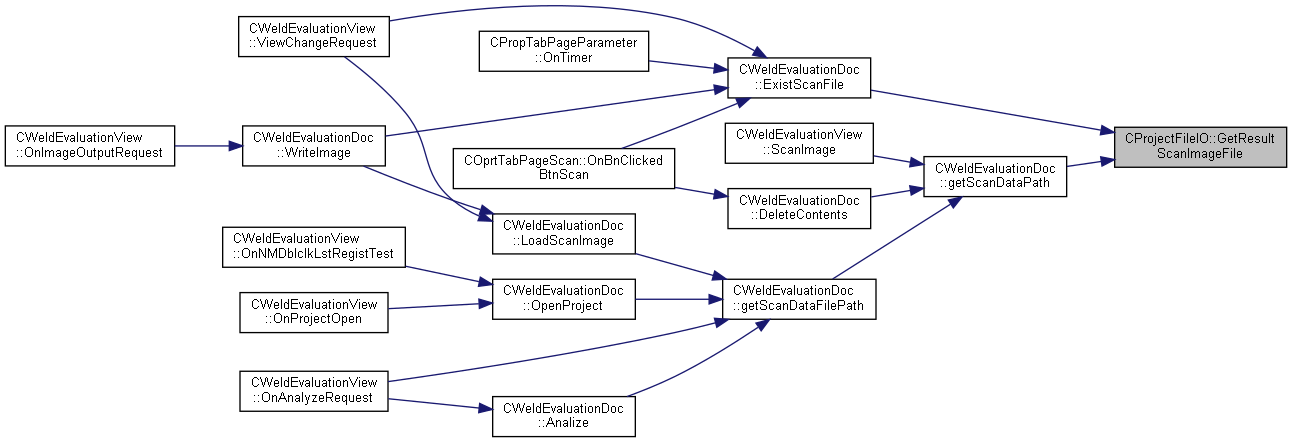 CWeldEvaluationView
::ViewChangeRequest
CPropTabPageParameter
::OnTimer
CWeldEvaluationDoc
::ExistScanFile
CWeldEvaluationView
::OnImageOutputRequest
CWeldEvaluationDoc
::WriteImage
CWeldEvaluationView
::ScanImage
CProjectFileIO::GetResult
ScanImageFile
COprtTabPageScan::OnBnClicked
BtnScan
CWeldEvaluationDoc
::getScanDataPath
CWeldEvaluationDoc
::DeleteContents
CWeldEvaluationDoc
::LoadScanImage
CWeldEvaluationView
::OnNMDblclkLstRegistTest
CWeldEvaluationDoc
::OpenProject
CWeldEvaluationDoc
::getScanDataFilePath
CWeldEvaluationView
::OnProjectOpen
CWeldEvaluationView
::OnAnalyzeRequest
CWeldEvaluationDoc
::Analize